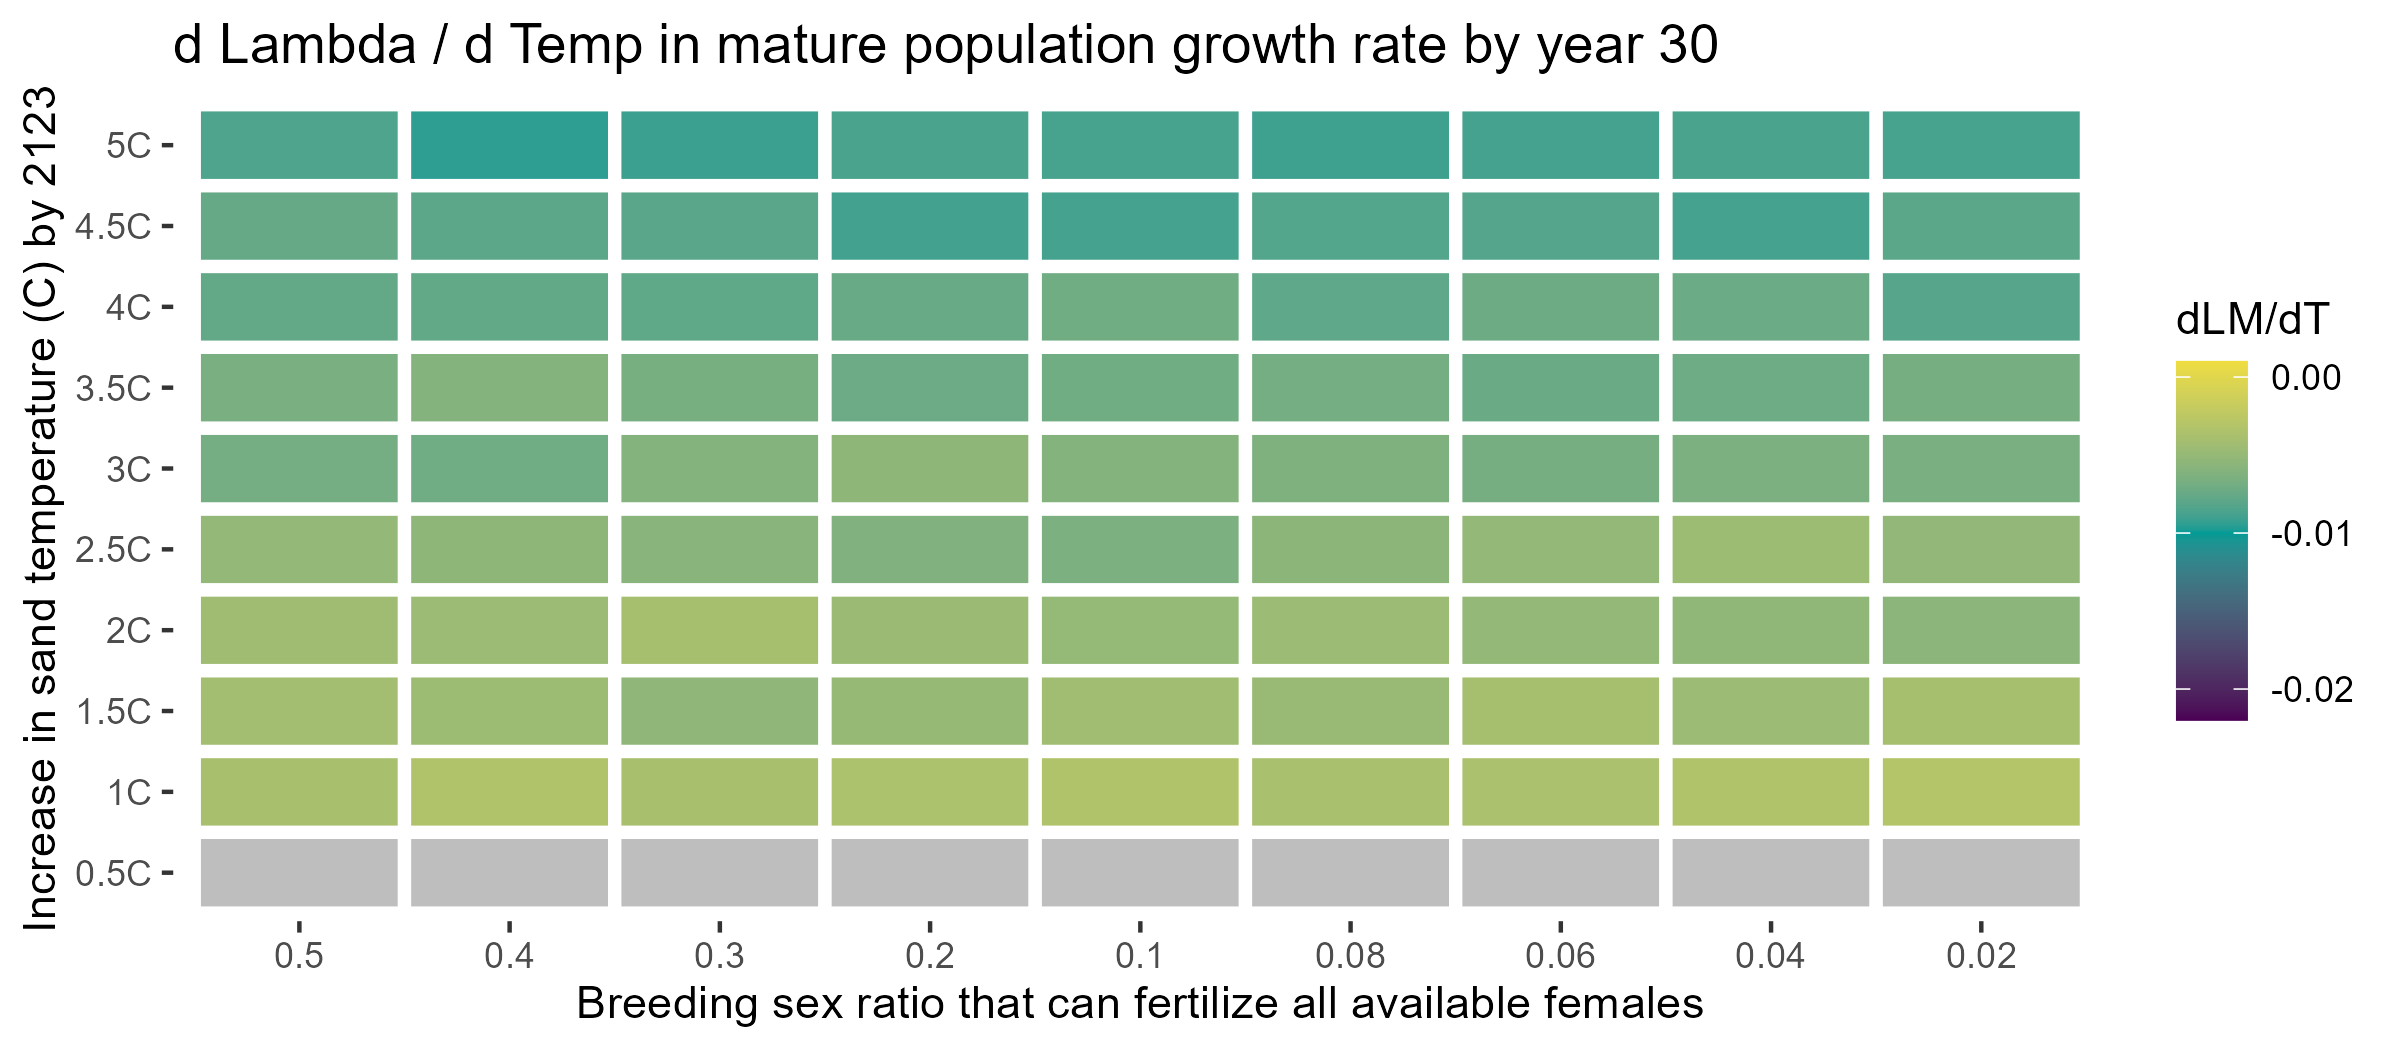 d Lambda / d Temp in mature population growth rate by year 30
Increase in sand temperature (C) by 2123
5C
4.5C
4C
3.5C
3C
2.5C
2C
1.5C
1C
0.5C
0.5 0.4 0.3 0.2 0.1 0.08 0.06 0.04 0.02
Breeding sex ratio that can fertilize all available females
dLM/dT
0.00
-0.01
-0.02